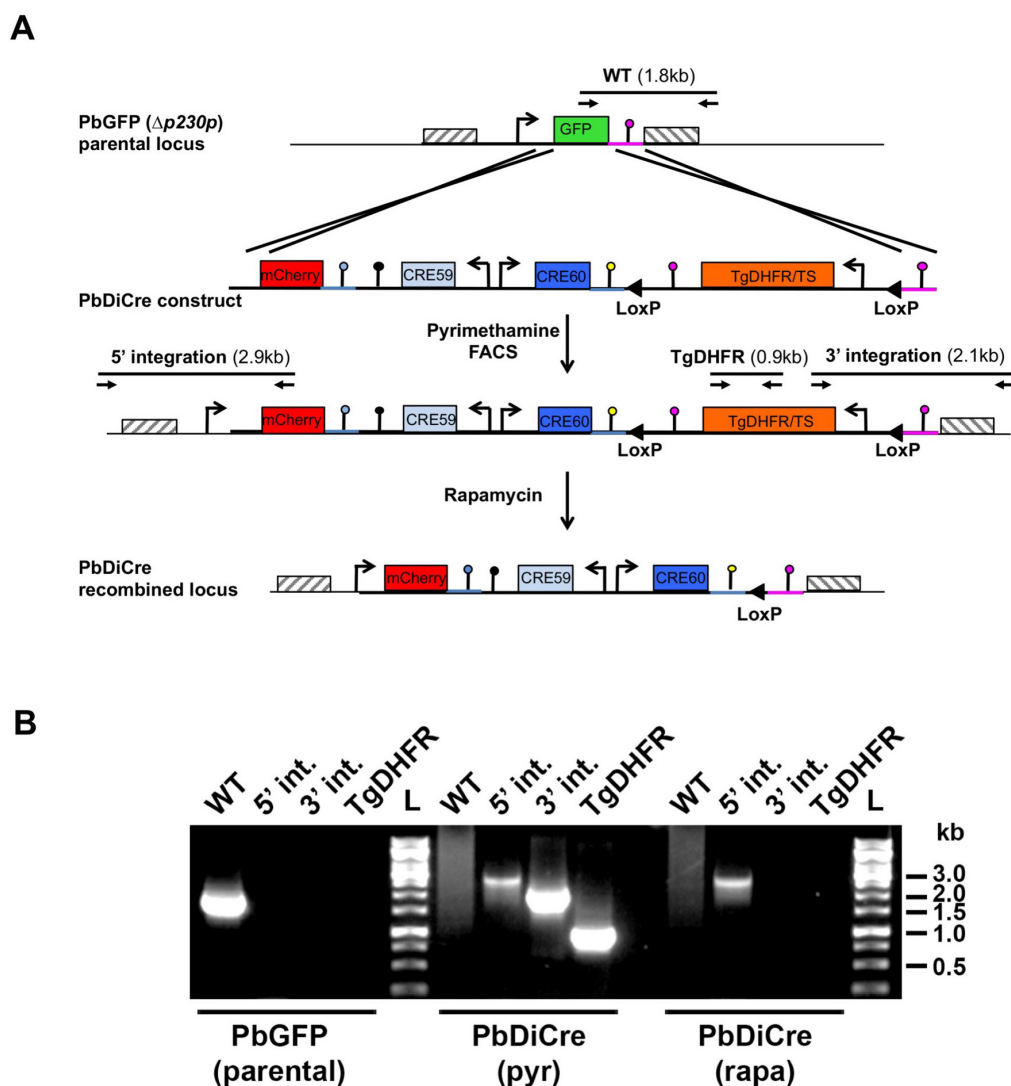 A
WT (1.8kb)
PbGFP (Δp230p)
parental locus
GFP
mCherry
CRE59
CRE60
TgDHFR/TS
PbDiCre construct
LoxP
LoxP
Pyrimethamine
FACS
5’ integration (2.9kb)
TgDHFR (0.9kb)
3’ integration (2.1kb)
mCherry
CRE59
CRE60
TgDHFR/TS
LoxP
LoxP
Rapamycin
PbDiCre
recombined locus
mCherry
CRE59
CRE60
LoxP
B
WT
5’ int.
3’ int.
TgDHFR
L
WT
5’ int.
3’ int.
TgDHFR
WT
5’ int.
3’ int.
TgDHFR
L
kb
3.0
2.0
1.5
1.0
0.5
PbGFP
(parental)
PbDiCre
(pyr)
PbDiCre
(rapa)